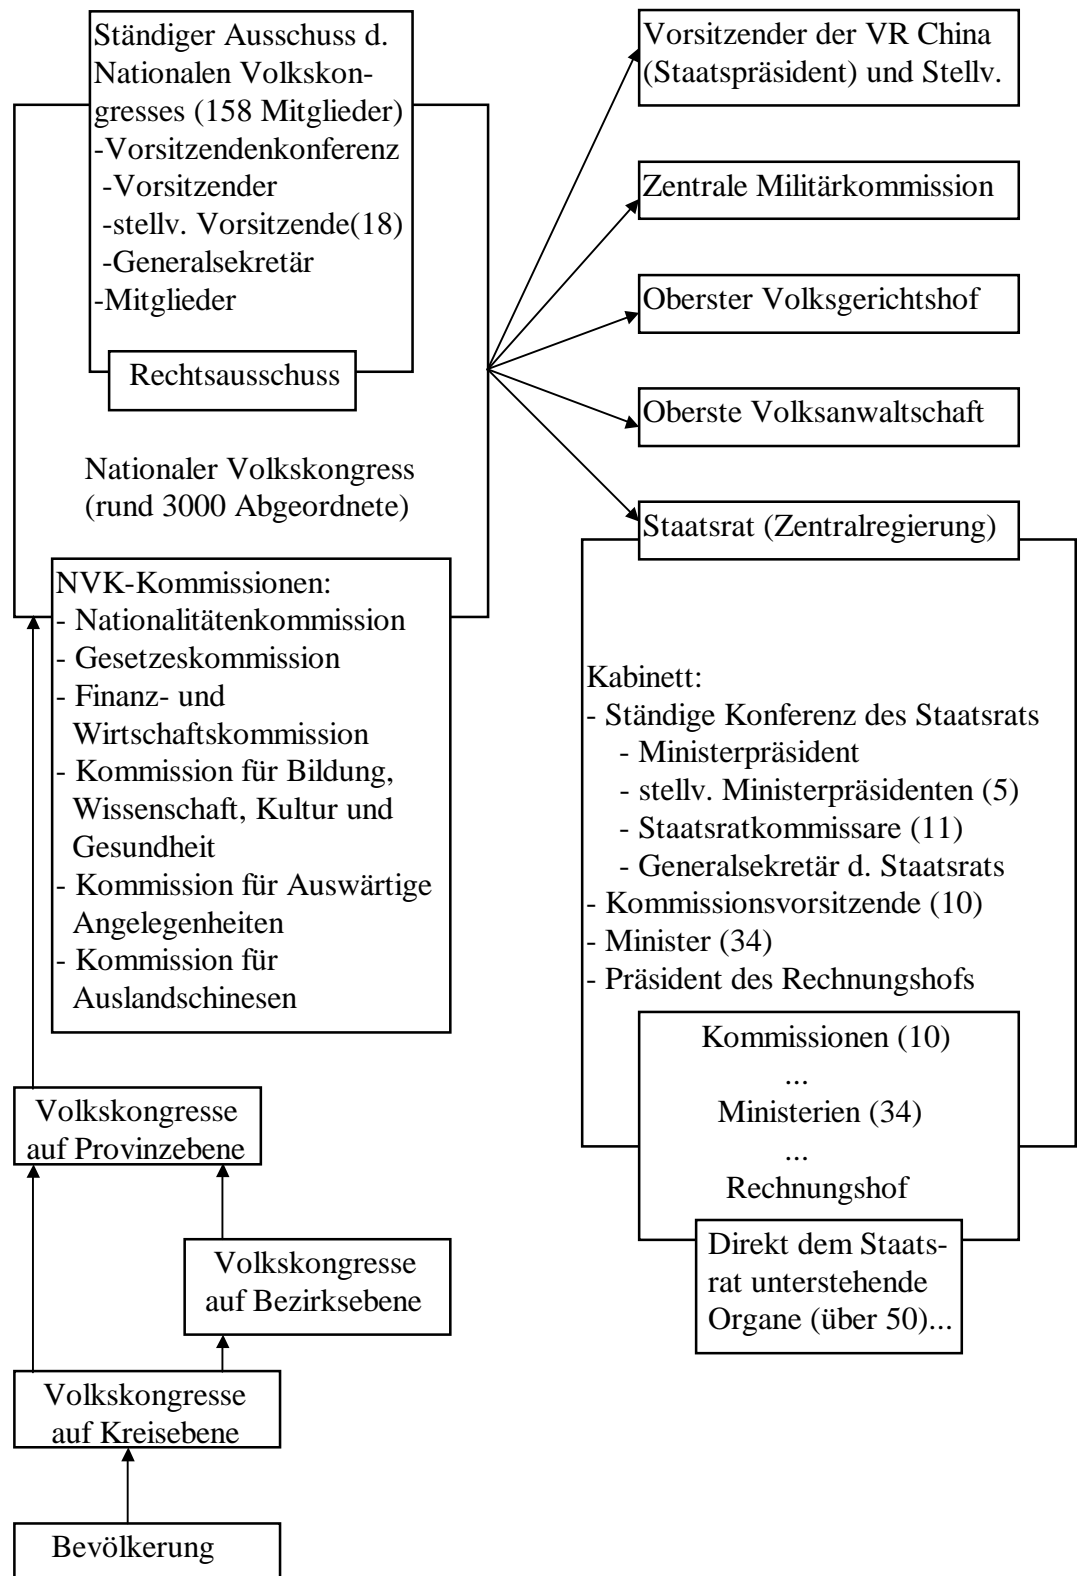 Ständiger Ausschuss d.
Nationalen Volkskon-
gresses (158 Mitglieder)
-Vorsitzendenkonferenz
-Vorsitzender
-stellv. Vorsitzende(18)
-Generalsekretär
-Mitglieder
Rechtsausschuss
Nationaler Volkskongress
(rund 3000 Abgeordnete)
NVK-Kommissionen:
- Nationalitätenkommission
- Gesetzeskommission
- Finanz- und
Wirtschaftskommission
- Kommission für Bildung,
Wissenschaft, Kultur und
Gesundheit
- Kommission für Auswärtige
Angelegenheiten
- Kommission für
Auslandschinesen
Volkskongresse
auf Provinzebene
Volkskongresse
auf Bezirksebene
Volkskongresse
auf Kreisebene
Bevölkerung
Vorsitzender der VR China
(Staatspräsident) und Stellv.
Zentrale Militärkommission
Oberster Volksgerichtshof
Oberste Volksanwaltschaft
Staatsrat (Zentralregierung)
Kabinett:
- Ständige Konferenz des Staatsrats
- Ministerpräsident
- stellv. Ministerpräsidenten (5)
- Staatsratkommissare (11)
- Generalsekretär d. Staatsrats
- Kommissionsvorsitzende (10)
- Minister (34)
- Präsident des Rechnungshofs
Kommissionen (10)
...
Ministerien (34)
...
Rechnungshof
Direkt dem Staats-
rat unterstehende
Organe (über 50)...